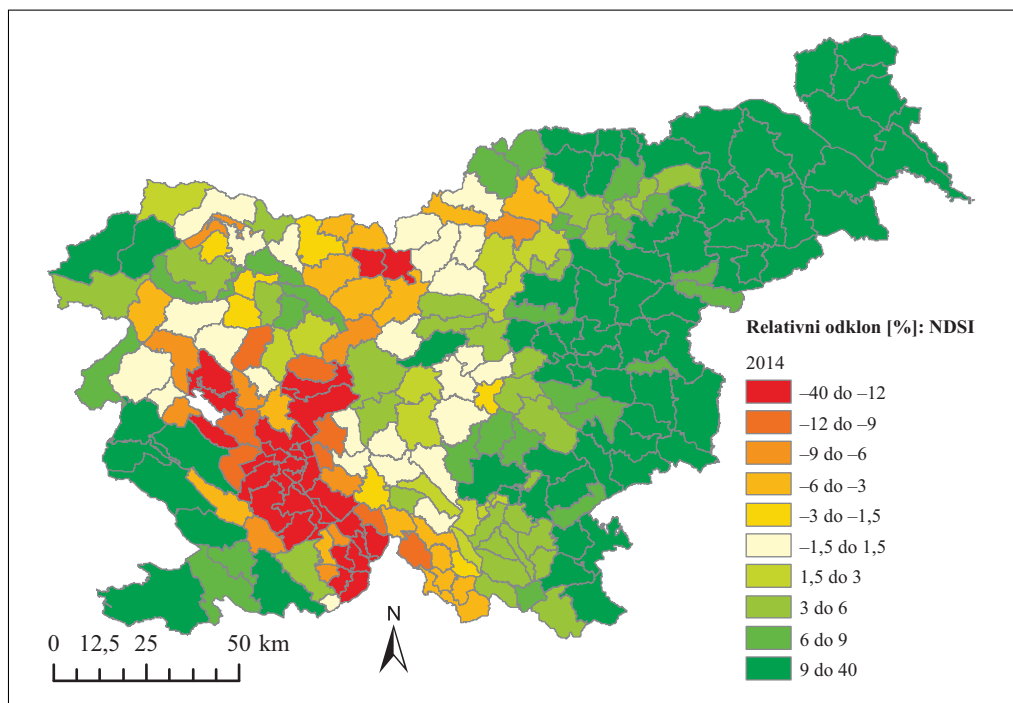 Relativni odklon [%]: NDSI
2014
–40 do –12
–12 do –9
–9 do –6
–6 do –3
–3 do –1,5
–1,5 do 1,5
1,5 do 3
3 do 6
6 do 9
9 do 40
N
0 12,5 25 50 km